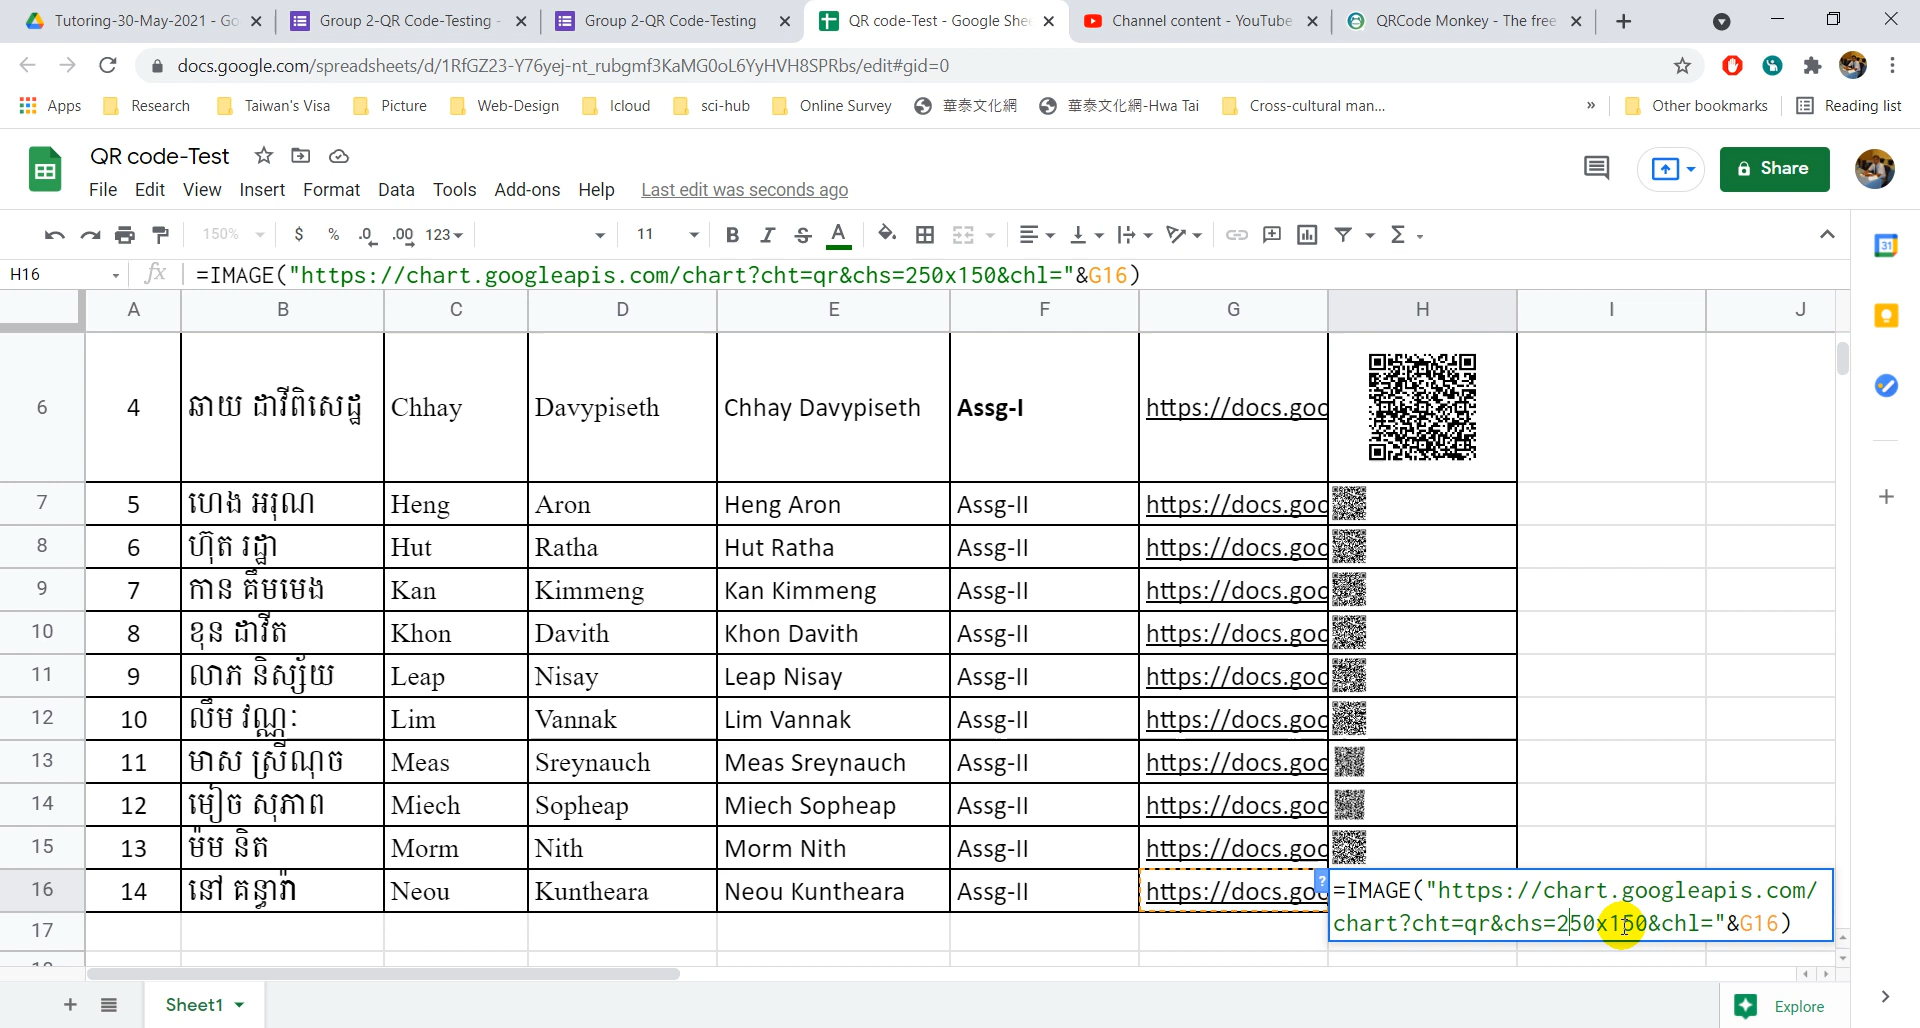 Tutoring-30-May-2021 - Go
Group 2-QR Code-Testing -
Group 2-QR Code-Testing
QR code-Test - Google She
Channel content - YouTube
QRCode Monkey - The free
docs.google.com/spreadsheets/d/1RfGZ23-Y76yej-nt_rubgmf3KaMG0oL6YyHVH8SPRbs/edit#gid=0
Apps Research Taiwan's Visa Picture Web-Design Icloud sci-hub Online Survey 華泰文化網 華泰文化網-Hwa Tai Cross-cultural man... » Other bookmarks Reading list
QR code-Test
File Edit View Insert Format Data Tools Add-ons Help Last edit was seconds ago
Share
150% $ % .0 .00 123 11 B I S A
H16 fx =IMAGE("https://chart.googleapis.com/chart?cht=qr&chs=250x150&chl="&G16)
A B C D E F G H I J
6 4 ឆាយ ដាវីពិសេដ្ឋ Chhay Davypiseth Chhay Davypiseth Assg-I https://docs.goo
7 5 ហេង អរុណ Heng Aron Heng Aron Assg-II https://docs.goo
8 6 ហ៊ុត រដ្ឋា Hut Ratha Hut Ratha Assg-II https://docs.goo
9 7 កាន គឹមមេង Kan Kimmeng Kan Kimmeng Assg-II https://docs.goo
10 8 ខុន ដាវីត Khon Davith Khon Davith Assg-II https://docs.goo
11 9 លាភ និស្ស័យ Leap Nisay Leap Nisay Assg-II https://docs.goo
12 10 លឹម វណ្ណៈ Lim Vannak Lim Vannak Assg-II https://docs.goo
13 11 មាស ស្រីណុច Meas Sreynauch Meas Sreynauch Assg-II https://docs.goo
14 12 មៀច សុភាព Miech Sopheap Miech Sopheap Assg-II https://docs.goo
15 13 ម៉ម និត Morm Nith Morm Nith Assg-II https://docs.goo
16 14 នៅ គន្ធារ៉ា Neou Kuntheara Neou Kuntheara Assg-II https://docs.goo ? =IMAGE("https://chart.googleapis.com/
17 chart?cht=qr&chs=250x150&chl="&G16)
Sheet1
Explore